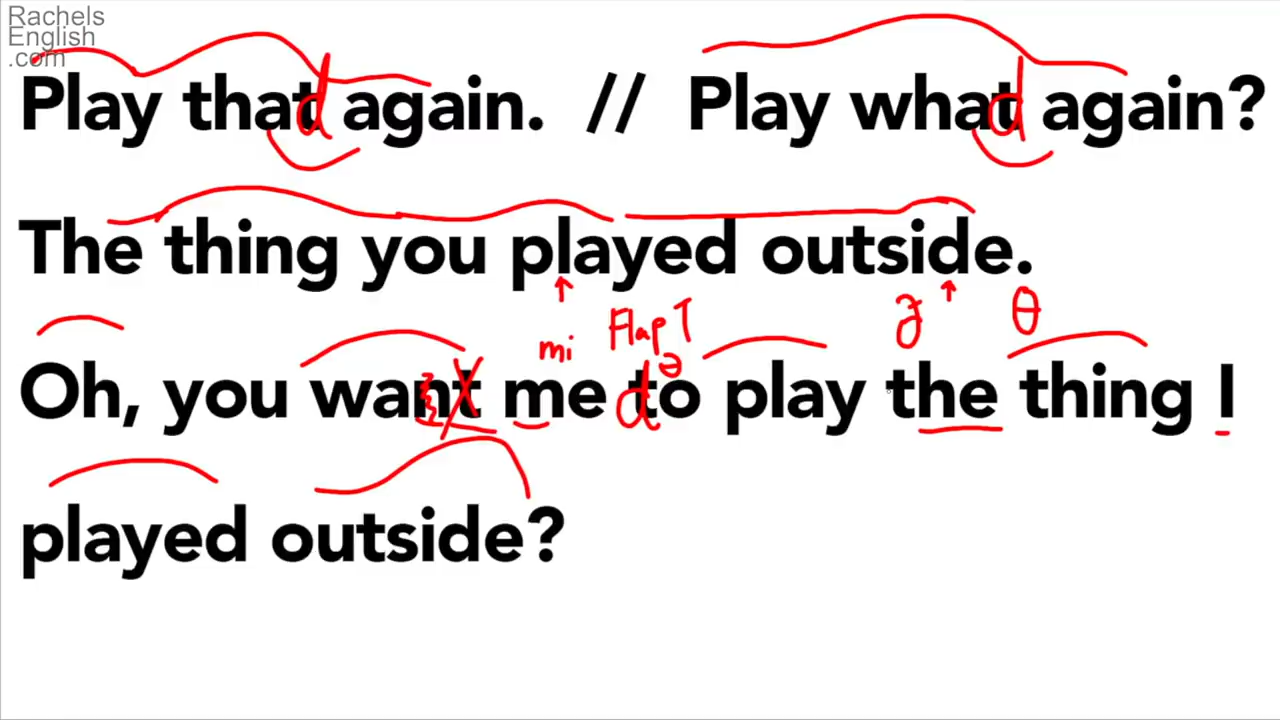 Rachels
English
.com
Play that again. // Play what again?
d d
The thing you played outside.
mi Flap T ə θ
Oh, you want me to play the thing I
d
played outside?